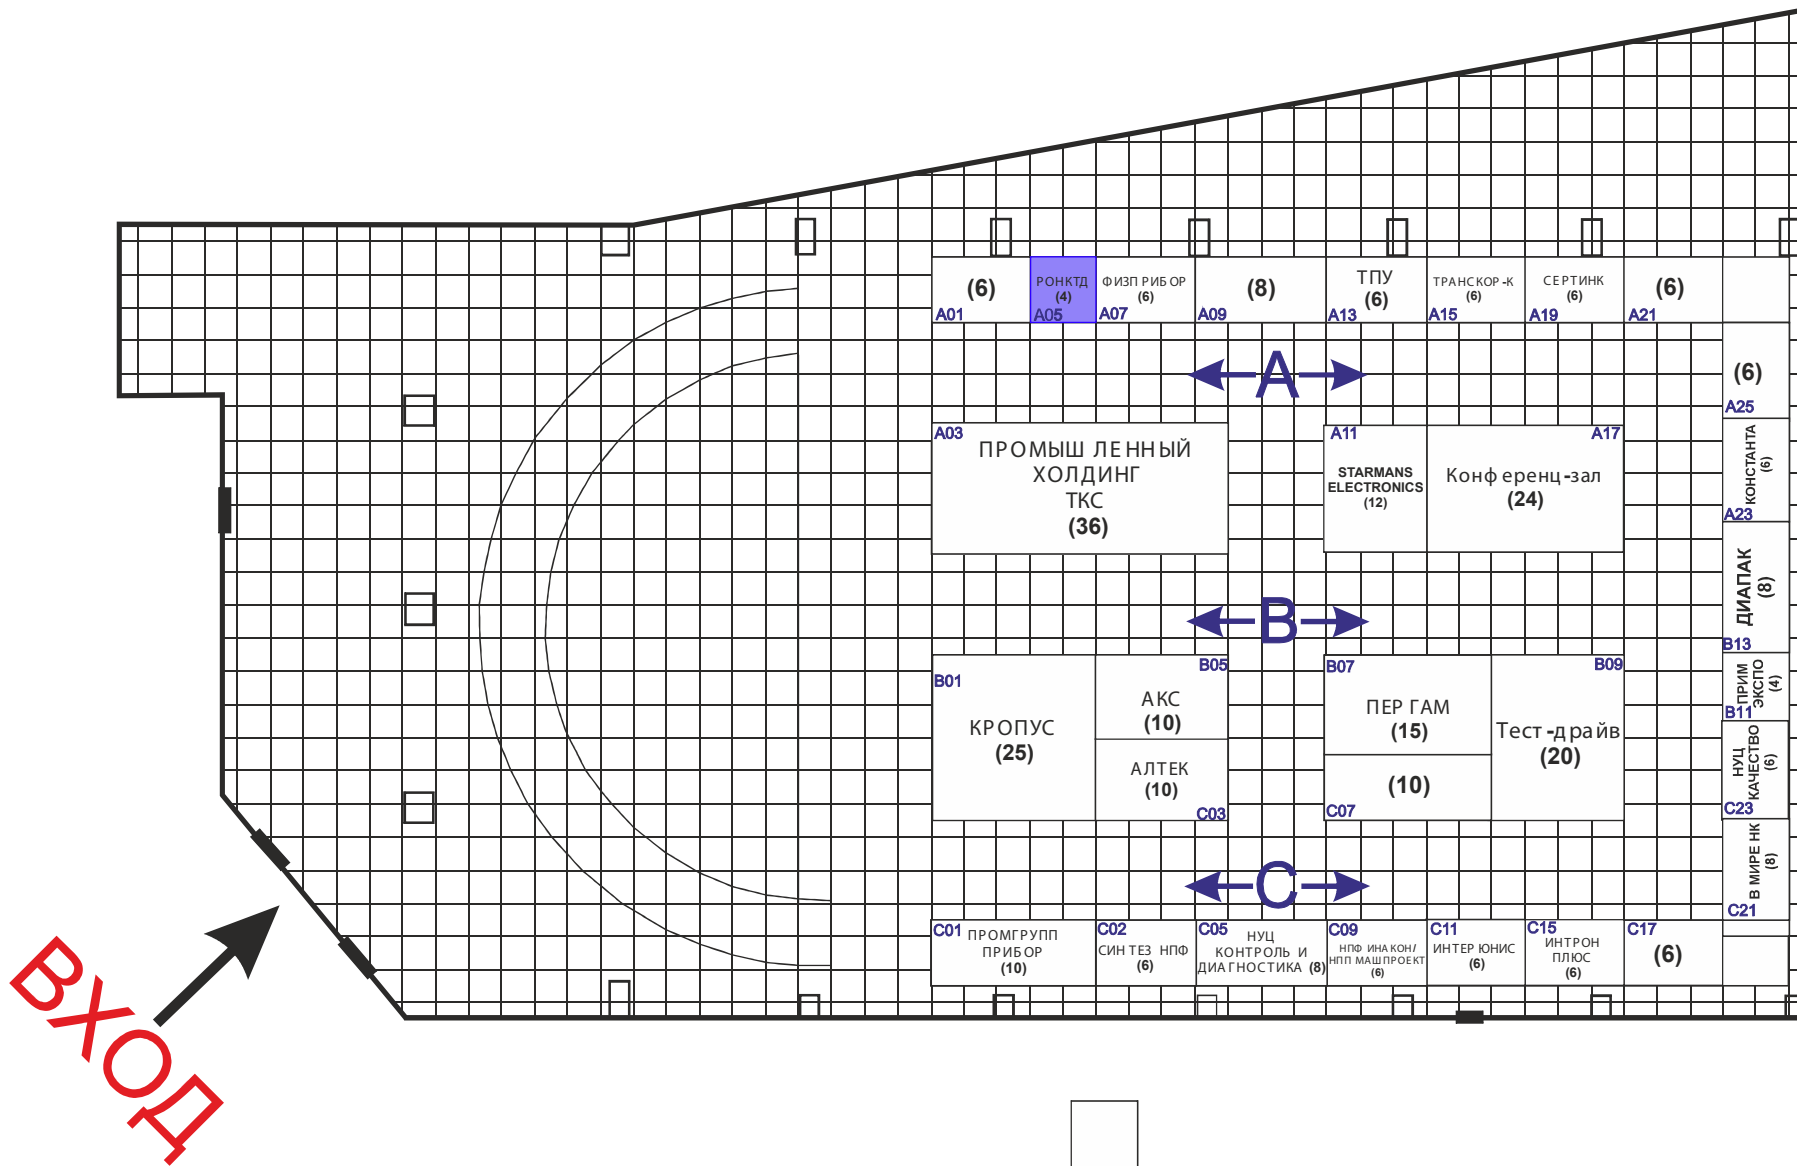 (6)
A01
РОНКТД
(4)
A05
ФИЗПРИБОР
(6)
A07
(8)
A09
ТПУ
(6)
A13
ТРАНСКОР-К
(6)
A15
СЕРТИНК
(6)
A19
(6)
A21
A
(6)
A25
A03
ПРОМЫШЛЕННЫЙ
ХОЛДИНГ
ТКС
(36)
A11
STARMANS
ELECTRONICS
(12)
A17
Конференц-зал
(24)
КОНСТАНТА
(6)
A23
ДИАПАК
(8)
B13
B
B01
КРОПУС
(25)
B05
АКС
(10)
АЛТЕК
(10)
C03
B07
ПЕРГАМ
(15)
(10)
C07
B09
Тест-драйв
(20)
ПРИМ
ЭКСПО
(4)
B11
НУЦ
КАЧЕСТВО
(6)
C23
В МИРЕ НК
(8)
C21
C
C01
ПРОМГРУПП
ПРИБОР
(10)
C02
СИНТЕЗ НПФ
(6)
C05
НУЦ
КОНТРОЛЬ И
ДИАГНОСТИКА (8)
C09
НПФ ИНАКОН/
НПП МАШПРОЕКТ
(6)
C11
ИНТЕРЮНИС
(6)
C15
ИНТРОН
ПЛЮС
(6)
C17
(6)
ВХОД